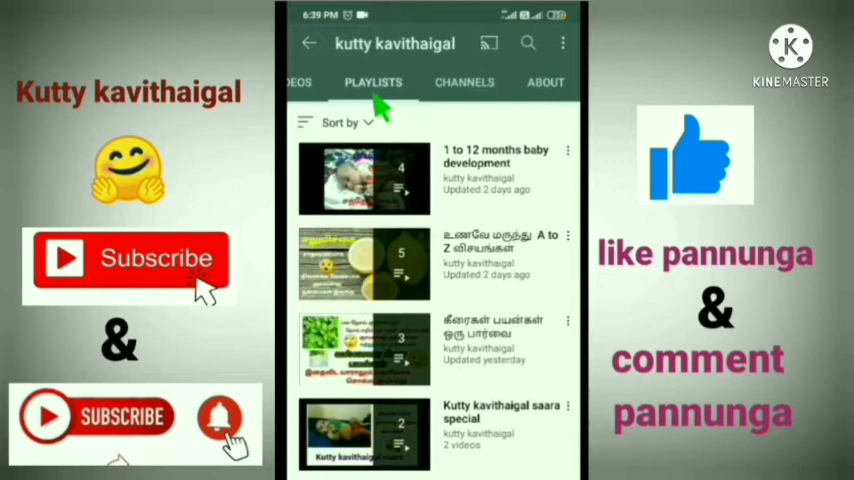 Kutty kavithaigal
Subscribe
&
SUBSCRIBE
6:39 PM
kutty kavithaigal
DEOS
PLAYLISTS
CHANNELS
ABOUT
Sort by
4
1 to 12 months baby
development
kutty kavithaigal
Updated 2 days ago
5
உணவே மருந்து A to
Z விசயங்கள்
kutty kavithaigal
Updated 2 days ago
3
கீரைகள் பயன்கள்
ஒரு பார்வை
kutty kavithaigal
Updated yesterday
2
Kutty kavithaigal saara
Kutty kavithaigal saara
special
kutty kavithaigal
2 videos
K
KINEMASTER
like pannunga
&
comment
pannunga